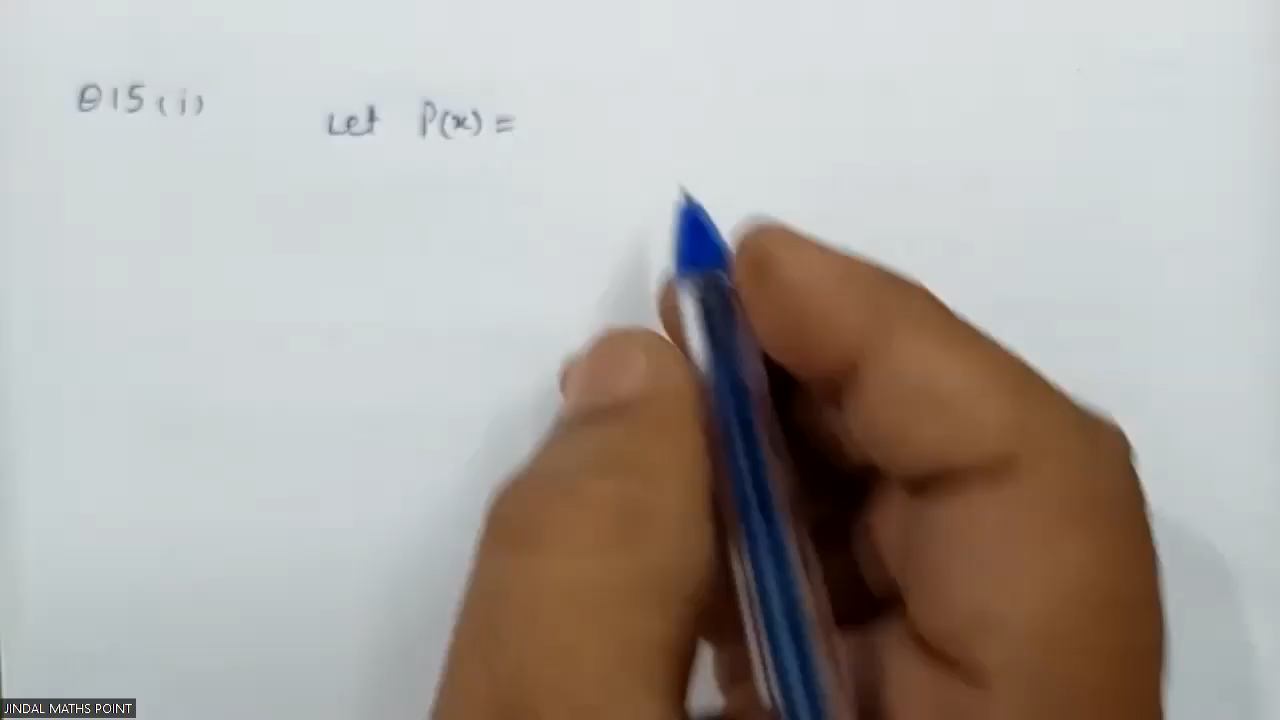 Q15(i) Let P(x) =
JINDAL MATHS POINT